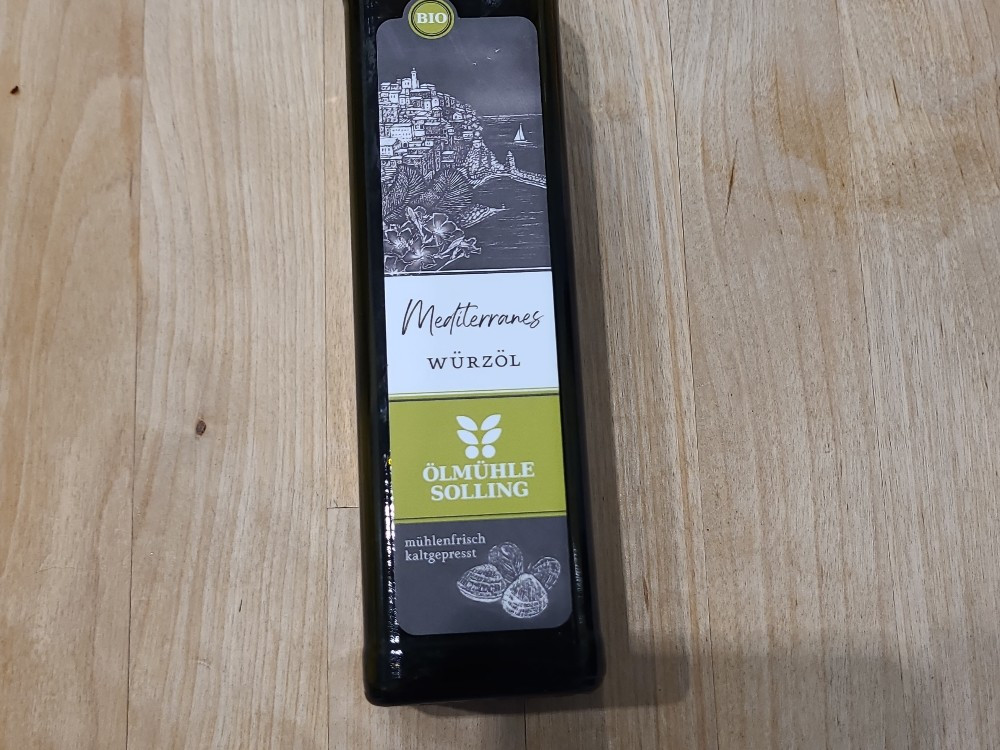 BIO
Mediterranes
WÜRZÖL
ÖLMÜHLE
SOLLING
mühlenfrisch
kaltgepresst